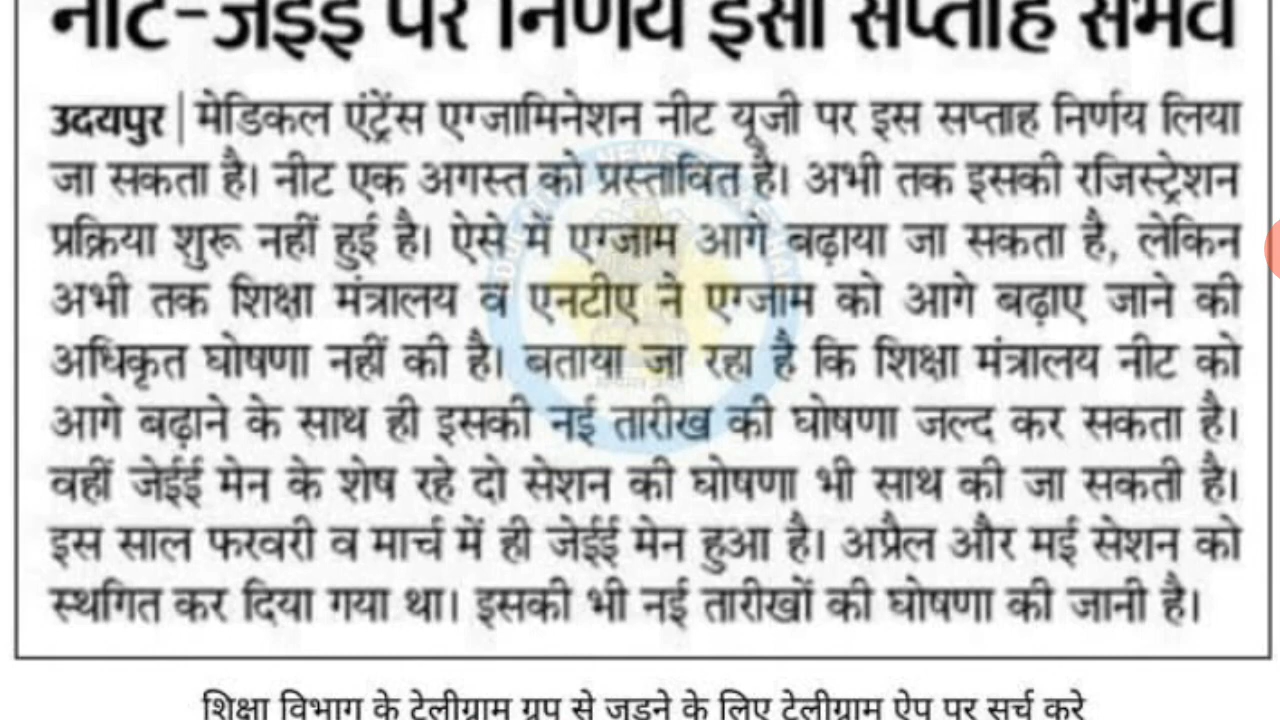 नीट-जेईई पर निर्णय इसी सप्ताह संभव
उदयपुर | मेडिकल एंट्रेंस एग्जामिनेशन नीट यूजी पर इस सप्ताह निर्णय लिया
जा सकता है। नीट एक अगस्त को प्रस्तावित है। अभी तक इसकी रजिस्ट्रेशन
प्रक्रिया शुरू नहीं हुई है। ऐसे में एग्जाम आगे बढ़ाया जा सकता है, लेकिन
अभी तक शिक्षा मंत्रालय व एनटीए ने एग्जाम को आगे बढ़ाए जाने की
अधिकृत घोषणा नहीं की है। बताया जा रहा है कि शिक्षा मंत्रालय नीट को
आगे बढ़ाने के साथ ही इसकी नई तारीख की घोषणा जल्द कर सकता है।
वहीं जेईई मेन के शेष रहे दो सेशन की घोषणा भी साथ की जा सकती है।
इस साल फरवरी व मार्च में ही जेईई मेन हुआ है। अप्रैल और मई सेशन को
स्थगित कर दिया गया था। इसकी भी नई तारीखों की घोषणा की जानी है।
शिक्षा विभाग के टेलीग्राम ग्रुप से जुड़ने के लिए टेलीग्राम ऐप पर सर्च करे